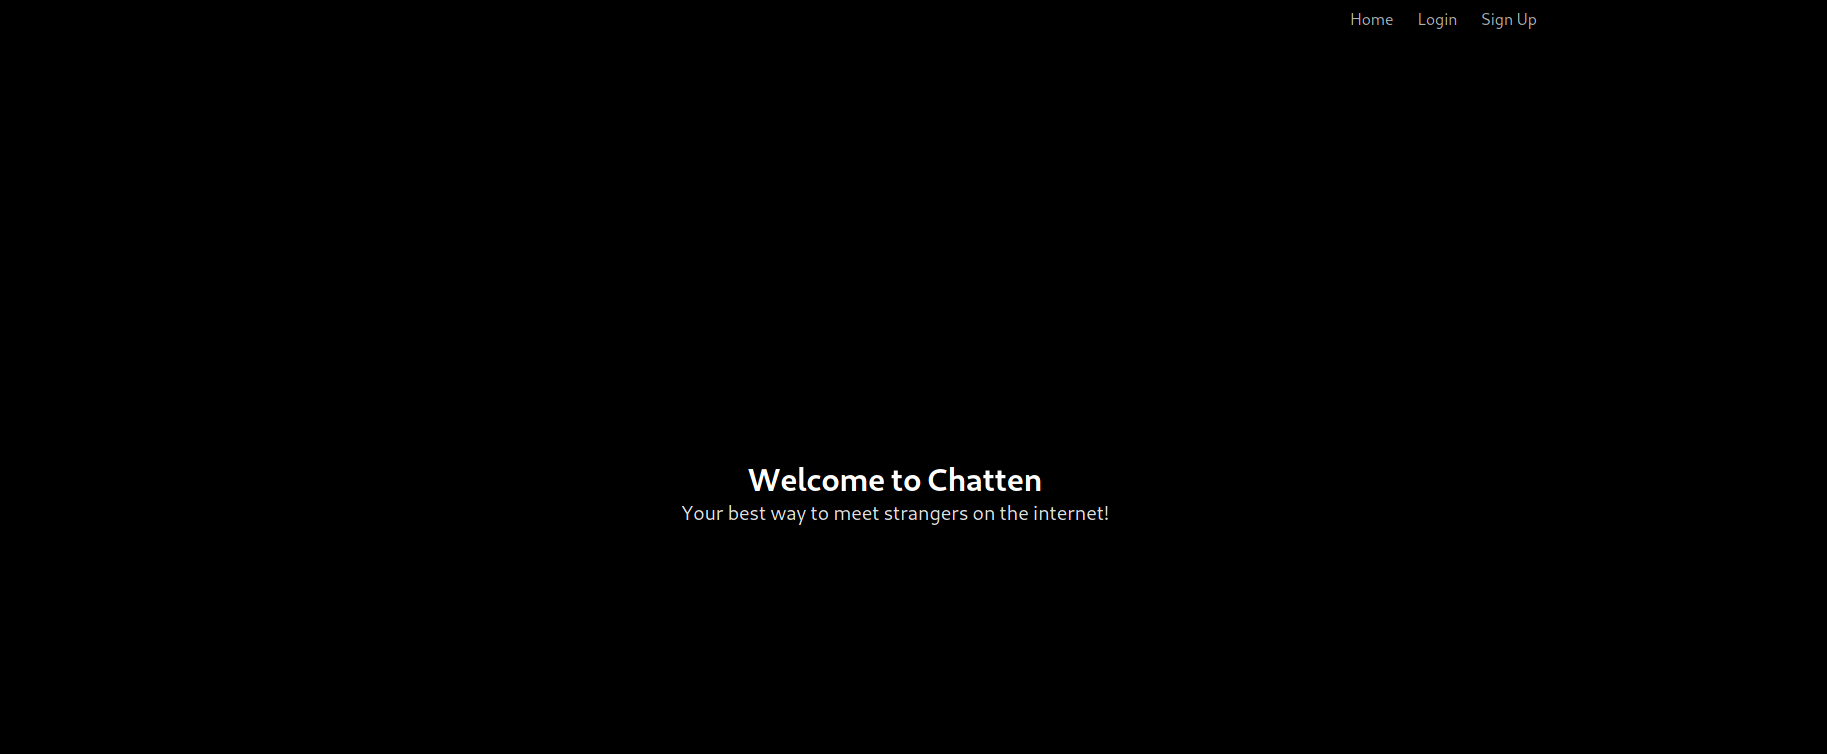 Home Login Sign Up
Welcome to Chatten
Your best way to meet strangers on the internet!